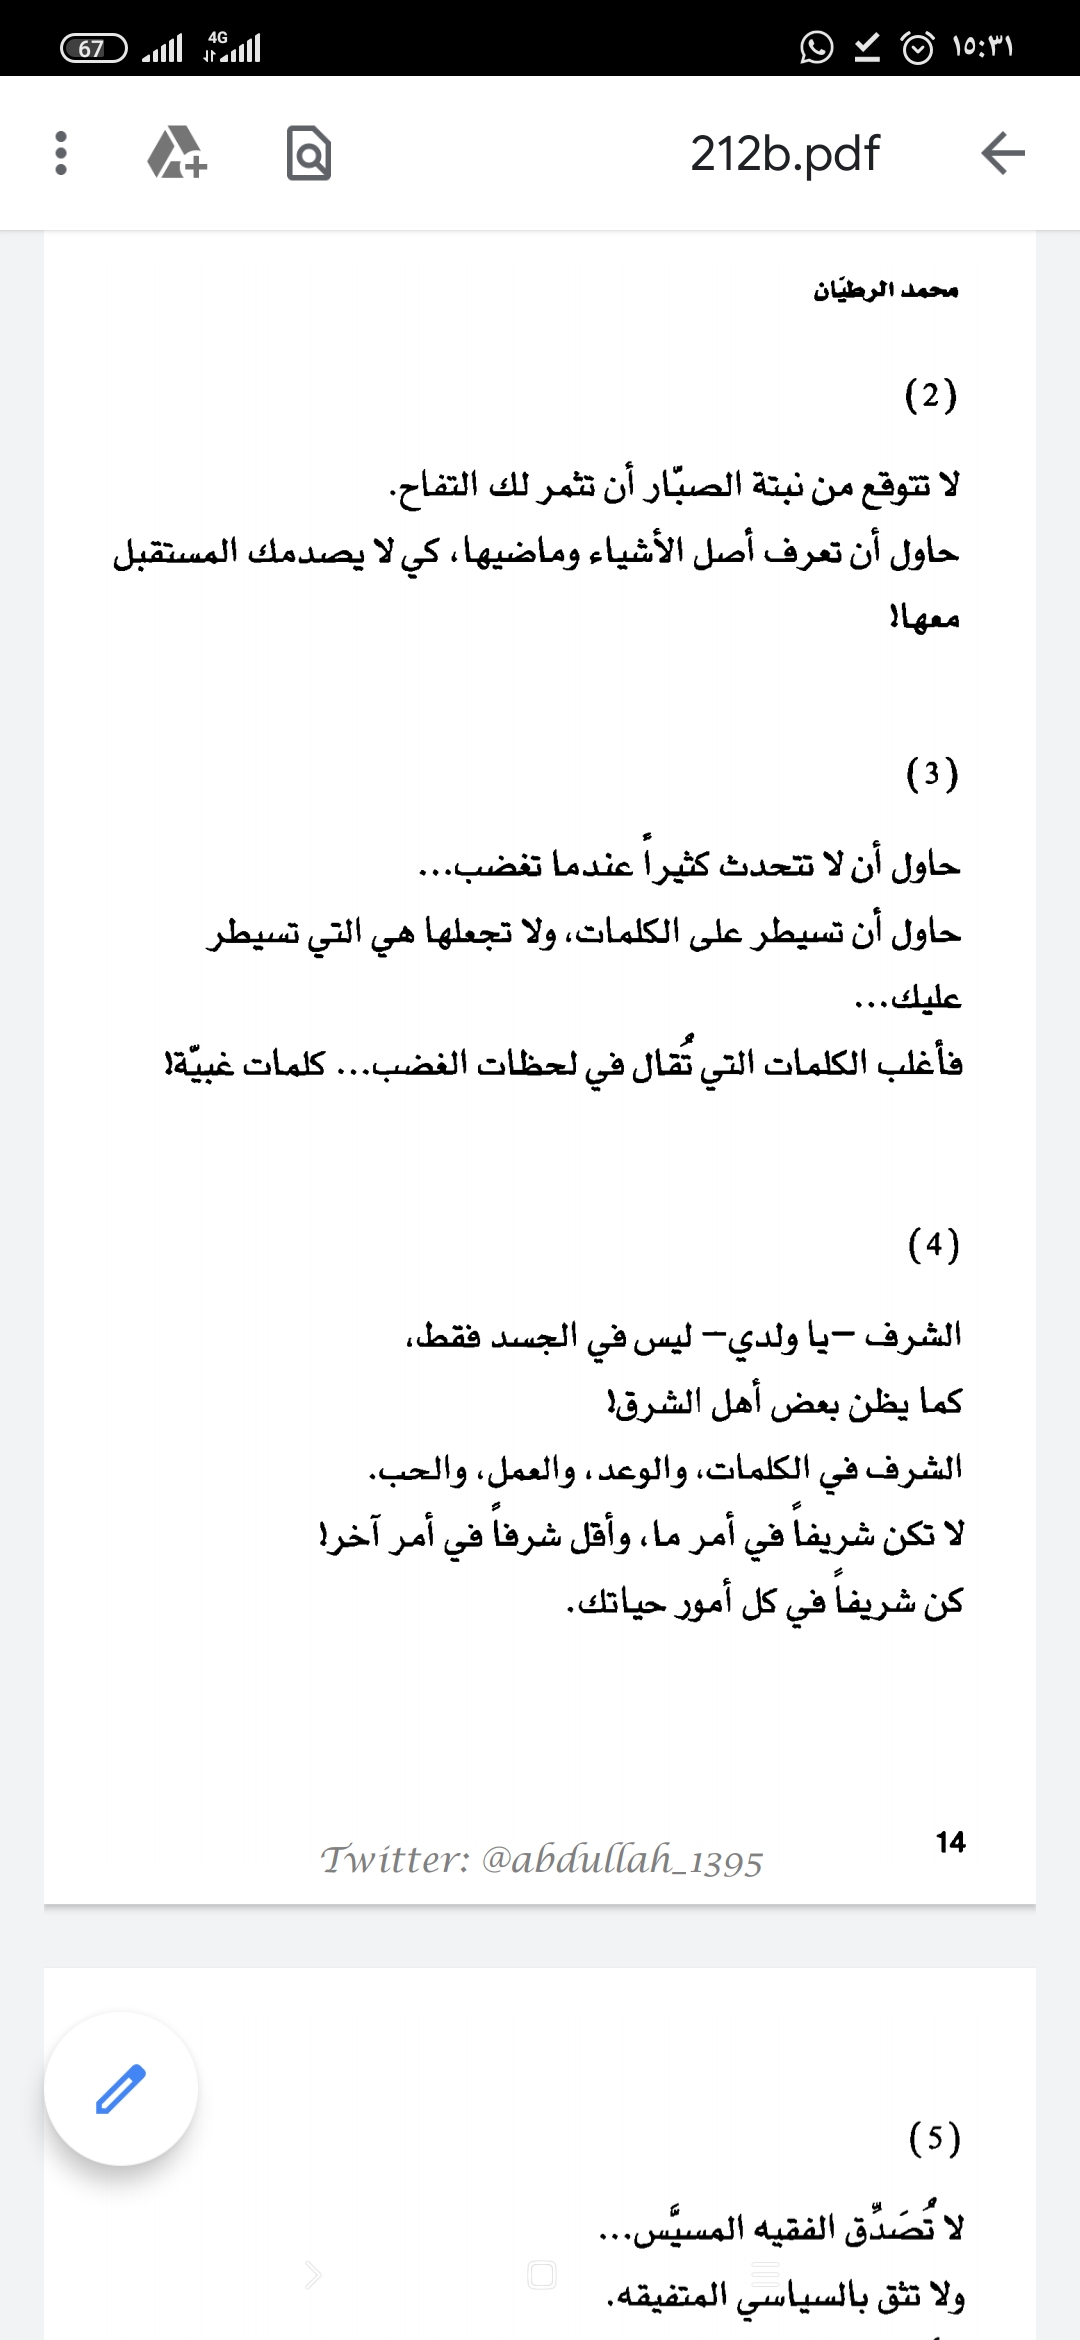 67 4G ١٥:٣١
212b.pdf
محمد الرطيّان
(2)
لا تتوقع من نبتة الصبّار أن تثمر لك التفاح.
حاول أن تعرف أصل الأشياء وماضيها، كي لا يصدمك المستقبل
معها!
(3)
حاول أن لا تتحدث كثيراً عندما تغضب...
حاول أن تسيطر على الكلمات، ولا تجعلها هي التي تسيطر
عليك...
فأغلب الكلمات التي تُقال في لحظات الغضب... كلمات غبيّة!
(4)
الشرف –يا ولدي– ليس في الجسد فقط،
كما يظن بعض أهل الشرق!
الشرف في الكلمات، والوعد، والعمل، والحب.
لا تكن شريفاً في أمر ما، وأقل شرفاً في أمر آخر!
كن شريفاً في كل أمور حياتك.
14
Twitter: @abdullah_1395
(5)
لا تُصَدِّق الفقيه المسيَّس...
ولا تثق بالسياسي المتفيقه.